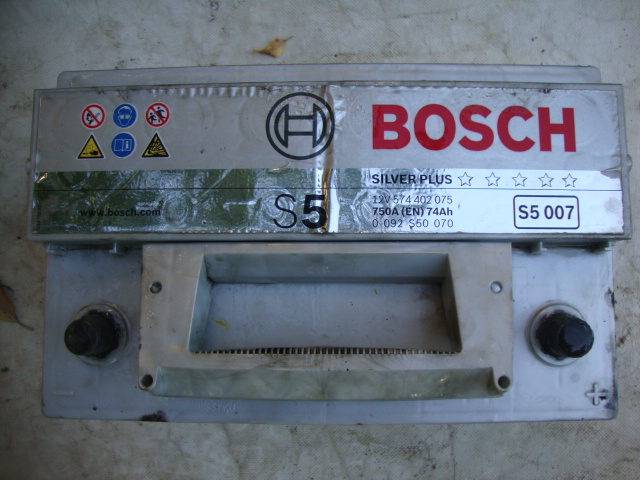 BOSCH
SILVER PLUS
12V 574 402 075
www.bosch.com
S5
750A (EN) 74Ah
S5 007
0 092 S50 070
- +